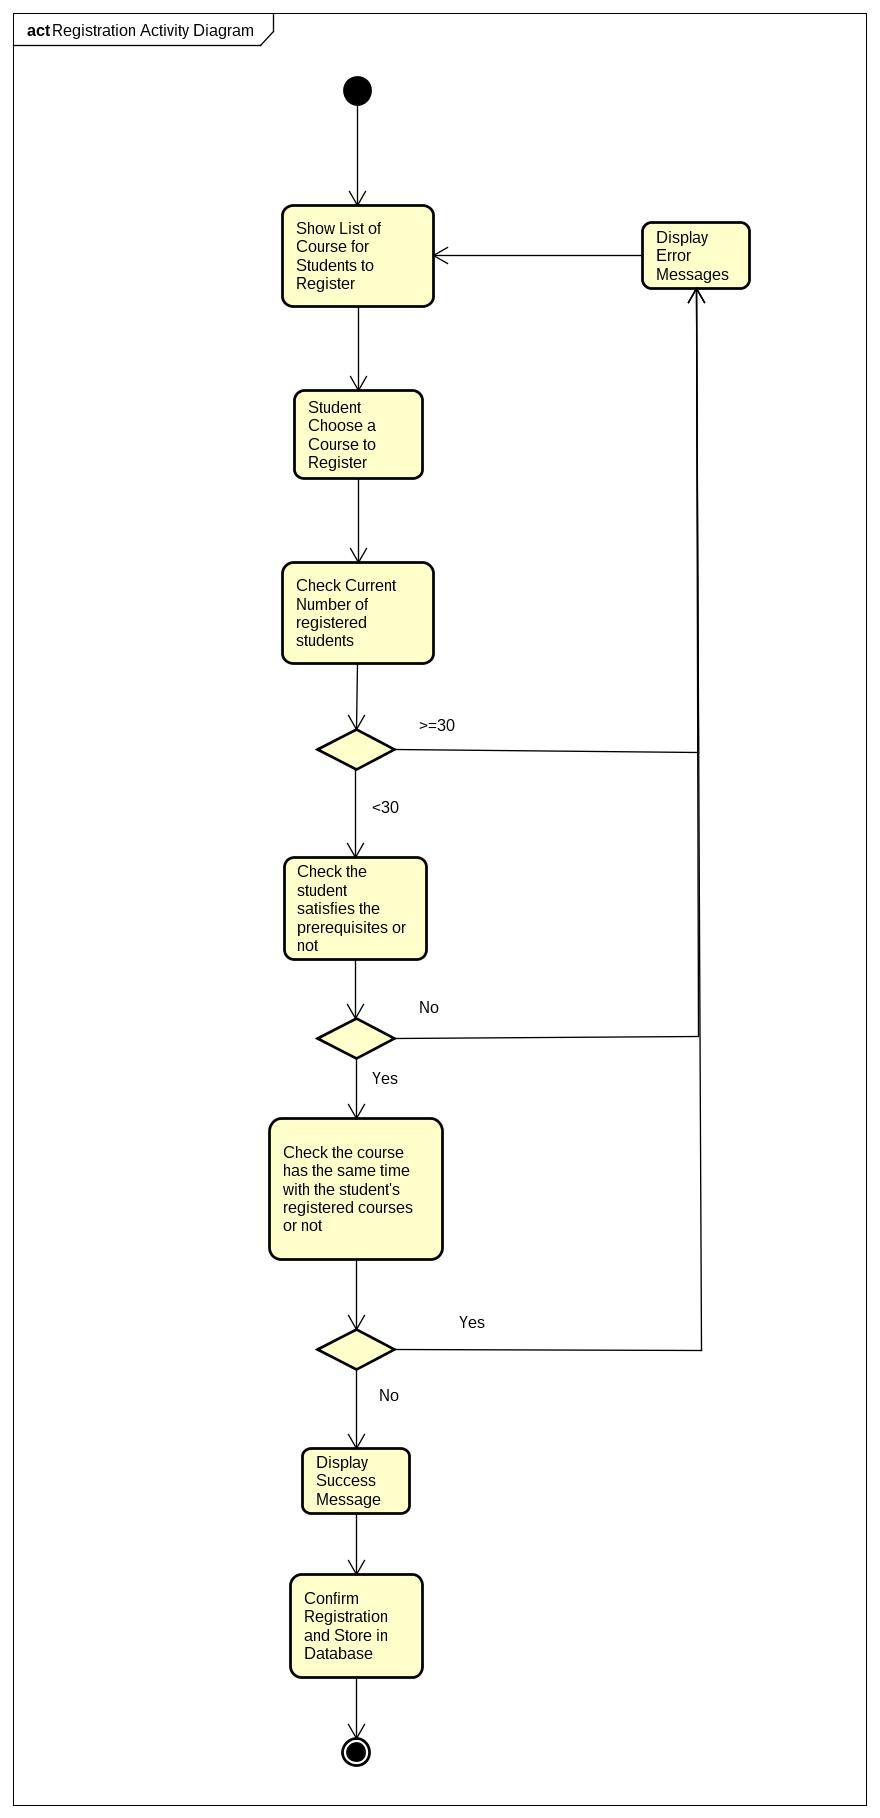 act Registration Activity Diagram
Show List of
Course for
Students to
Register
Display
Error
Messages
Student
Choose a
Course to
Register
Check Current
Number of
registered
students
>=30
<30
Check the
student
satisfies the
prerequisites or
not
No
Yes
Check the course
has the same time
with the student's
registered courses
or not
Yes
No
Display
Success
Message
Confirm
Registration
and Store in
Database